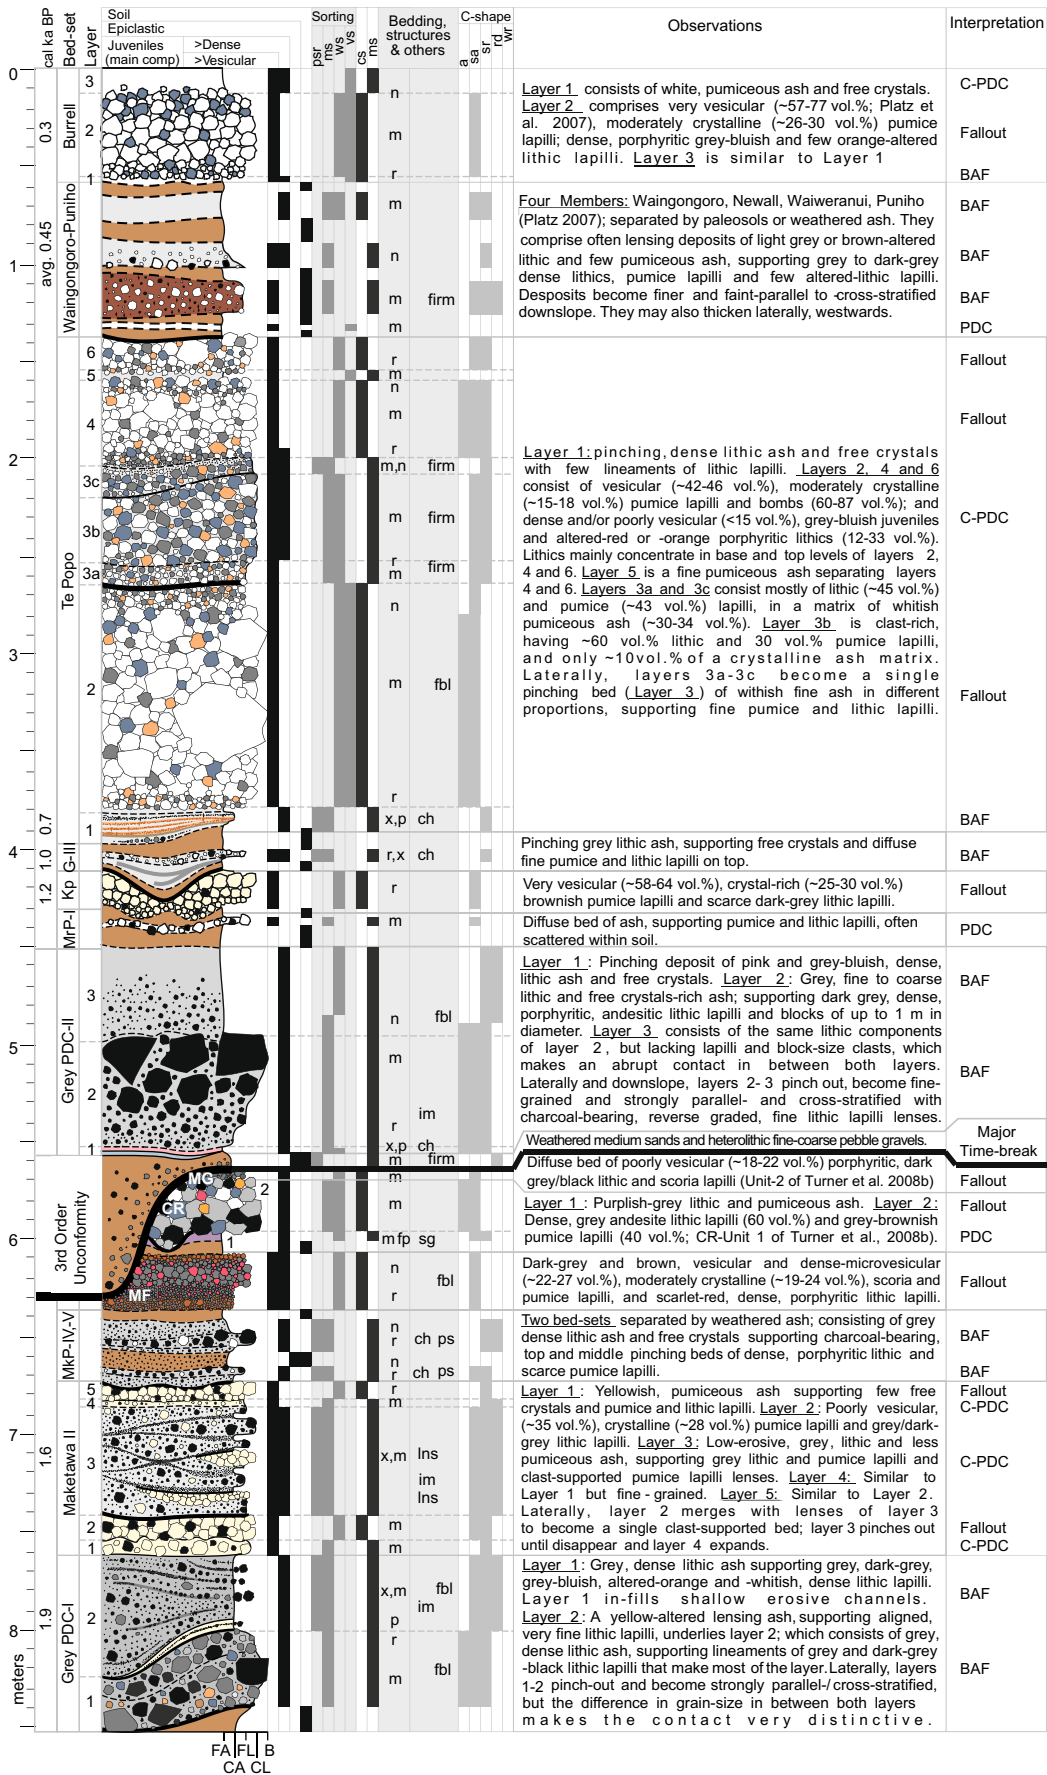 Soil
Epiclastic
Juveniles (main comp)
>Dense
>Vesicular
Sorting
psr
ms
ws
vs
cs
ms
Bedding, structures & others
C-shape
a
sa
sr
rd
wr
Observations
Interpretation
cal ka BP
Bed-set
Layer
0
0.3
Burrell
3
2
1
n
m
r
Layer 1 consists of white, pumiceous ash and free crystals.
Layer 2 comprises very vesicular (~57-77 vol.%; Platz et
al. 2007), moderately crystalline (~26-30 vol.%) pumice
lapilli; dense, porphyritic grey-bluish and few orange-altered
lithic lapilli. Layer 3 is similar to Layer 1
C-PDC
Fallout
BAF
avg. 0.45
1
Waingongoro-Puniho
m
n
m firm
m
Four Members: Waingongoro, Newall, Waiweranui, Puniho
(Platz 2007); separated by paleosols or weathered ash. They
comprise often lensing deposits of light grey or brown-altered
lithic and few pumiceous ash, supporting grey to dark-grey
dense lithics, pumice lapilli and few altered-lithic lapilli.
Desposits become finer and faint-parallel to -cross-stratified
downslope. They may also thicken laterally, westwards.
BAF
BAF
BAF
PDC
2
3
0.7
Te Popo
6
5
4
3c
3b
3a
2
1
r
m
n
m
r
m,n firm
m firm
r
m firm
n
m fbl
r
x,p ch
Layer 1: pinching, dense lithic ash and free crystals
with few lineaments of lithic lapilli. Layers 2, 4 and 6
consist of vesicular (~42-46 vol.%), moderately crystalline
(~15-18 vol.%) pumice lapilli and bombs (60-87 vol.%); and
dense and/or poorly vesicular (<15 vol.%), grey-bluish juveniles
and altered-red or -orange porphyritic lithics (12-33 vol.%).
Lithics mainly concentrate in base and top levels of layers 2,
4 and 6. Layer 5 is a fine pumiceous ash separating layers
4 and 6. Layers 3a and 3c consist mostly of lithic (~45 vol.%)
and pumice (~43 vol.%) lapilli, in a matrix of whitish
pumiceous ash (~30-34 vol.%). Layer 3b is clast-rich,
having ~60 vol.% lithic and 30 vol.% pumice lapilli,
and only ~10vol.% of a crystalline ash matrix.
Laterally, layers 3a-3c become a single
pinching bed (Layer 3) of withish fine ash in different
proportions, supporting fine pumice and lithic lapilli.
Fallout
Fallout
C-PDC
Fallout
BAF
4
1.0
G-III
r,x ch
Pinching grey lithic ash, supporting free crystals and diffuse
fine pumice and lithic lapilli on top.
BAF
1.2
Kp
r
Very vesicular (~58-64 vol.%), crystal-rich (~25-30 vol.%)
brownish pumice lapilli and scarce dark-grey lithic lapilli.
Fallout
MrP-I
m
Diffuse bed of ash, supporting pumice and lithic lapilli, often
scattered within soil.
PDC
5
Grey PDC-II
3
2
1
n fbl
m
r im
x,p ch
Layer 1: Pinching deposit of pink and grey-bluish, dense,
lithic ash and free crystals. Layer 2: Grey, fine to coarse
lithic and free crystals-rich ash; supporting dark grey, dense,
porphyritic, andesitic lithic lapilli and blocks of up to 1 m in
diameter. Layer 3 consists of the same lithic components
of layer 2, but lacking lapilli and block-size clasts, which
makes an abrupt contact in between both layers.
Laterally and downslope, layers 2-3 pinch out, become fine-
grained and strongly parallel- and cross-stratified with
charcoal-bearing, reverse graded, fine lithic lapilli lenses.
BAF
BAF
m firm
Weathered medium sands and heterolithic fine-coarse pebble gravels.
Major
Time-break
6
3rd Order
Unconformity
MG
CR
MF
2
1
m
Diffuse bed of poorly vesicular (~18-22 vol.%) porphyritic, dark
grey/black lithic and scoria lapilli (Unit-2 of Turner et al. 2008b)
Fallout
m
m fp sg
Layer 1: Purplish-grey lithic and pumiceous ash. Layer 2:
Dense, grey andesite lithic lapilli (60 vol.%) and grey-brownish
pumice lapilli (40 vol.%; CR-Unit 1 of Turner et al., 2008b).
Fallout
PDC
n
fbl
r
Dark-grey and brown, vesicular and dense-microvesicular
(~22-27 vol.%), moderately crystalline (~19-24 vol.%), scoria and
pumice lapilli, and scarlet-red, dense, porphyritic lithic lapilli.
Fallout
MkP-IV,-V
n
r ch ps
n
r ch ps
Two bed-sets separated by weathered ash; consisting of grey
dense lithic ash and free crystals supporting charcoal-bearing,
top and middle pinching beds of dense, porphyritic lithic and
scarce pumice lapilli.
BAF
BAF
7
1.6
Maketawa II
5
4
3
2
1
r
m
x,m lns
im
lns
m
m
Layer 1: Yellowish, pumiceous ash supporting few free
crystals and pumice and lithic lapilli. Layer 2: Poorly vesicular,
(~35 vol.%), crystalline (~28 vol.%) pumice lapilli and grey/dark-
grey lithic lapilli. Layer 3: Low-erosive, grey, lithic and less
pumiceous ash, supporting grey lithic and pumice lapilli and
clast-supported pumice lapilli lenses. Layer 4: Similar to
Layer 1 but fine-grained. Layer 5: Similar to Layer 2.
Laterally, layer 2 merges with lenses of layer 3
to become a single clast-supported bed; layer 3 pinches out
until disappear and layer 4 expands.
Fallout
C-PDC
C-PDC
Fallout
C-PDC
8
meters
1.9
Grey PDC-I
2
1
x,m fbl
im
p
r
m fbl
Layer 1: Grey, dense lithic ash supporting grey, dark-grey,
grey-bluish, altered-orange and -whitish, dense lithic lapilli.
Layer 1 in-fills shallow erosive channels.
Layer 2: A yellow-altered lensing ash, supporting aligned,
very fine lithic lapilli, underlies layer 2; which consists of grey,
dense lithic ash, supporting lineaments of grey and dark-grey
-black lithic lapilli that make most of the layer. Laterally, layers
1-2 pinch-out and become strongly parallel-/cross-stratified,
but the difference in grain-size in between both layers
makes the contact very distinctive.
BAF
BAF
FA FL B
CA CL